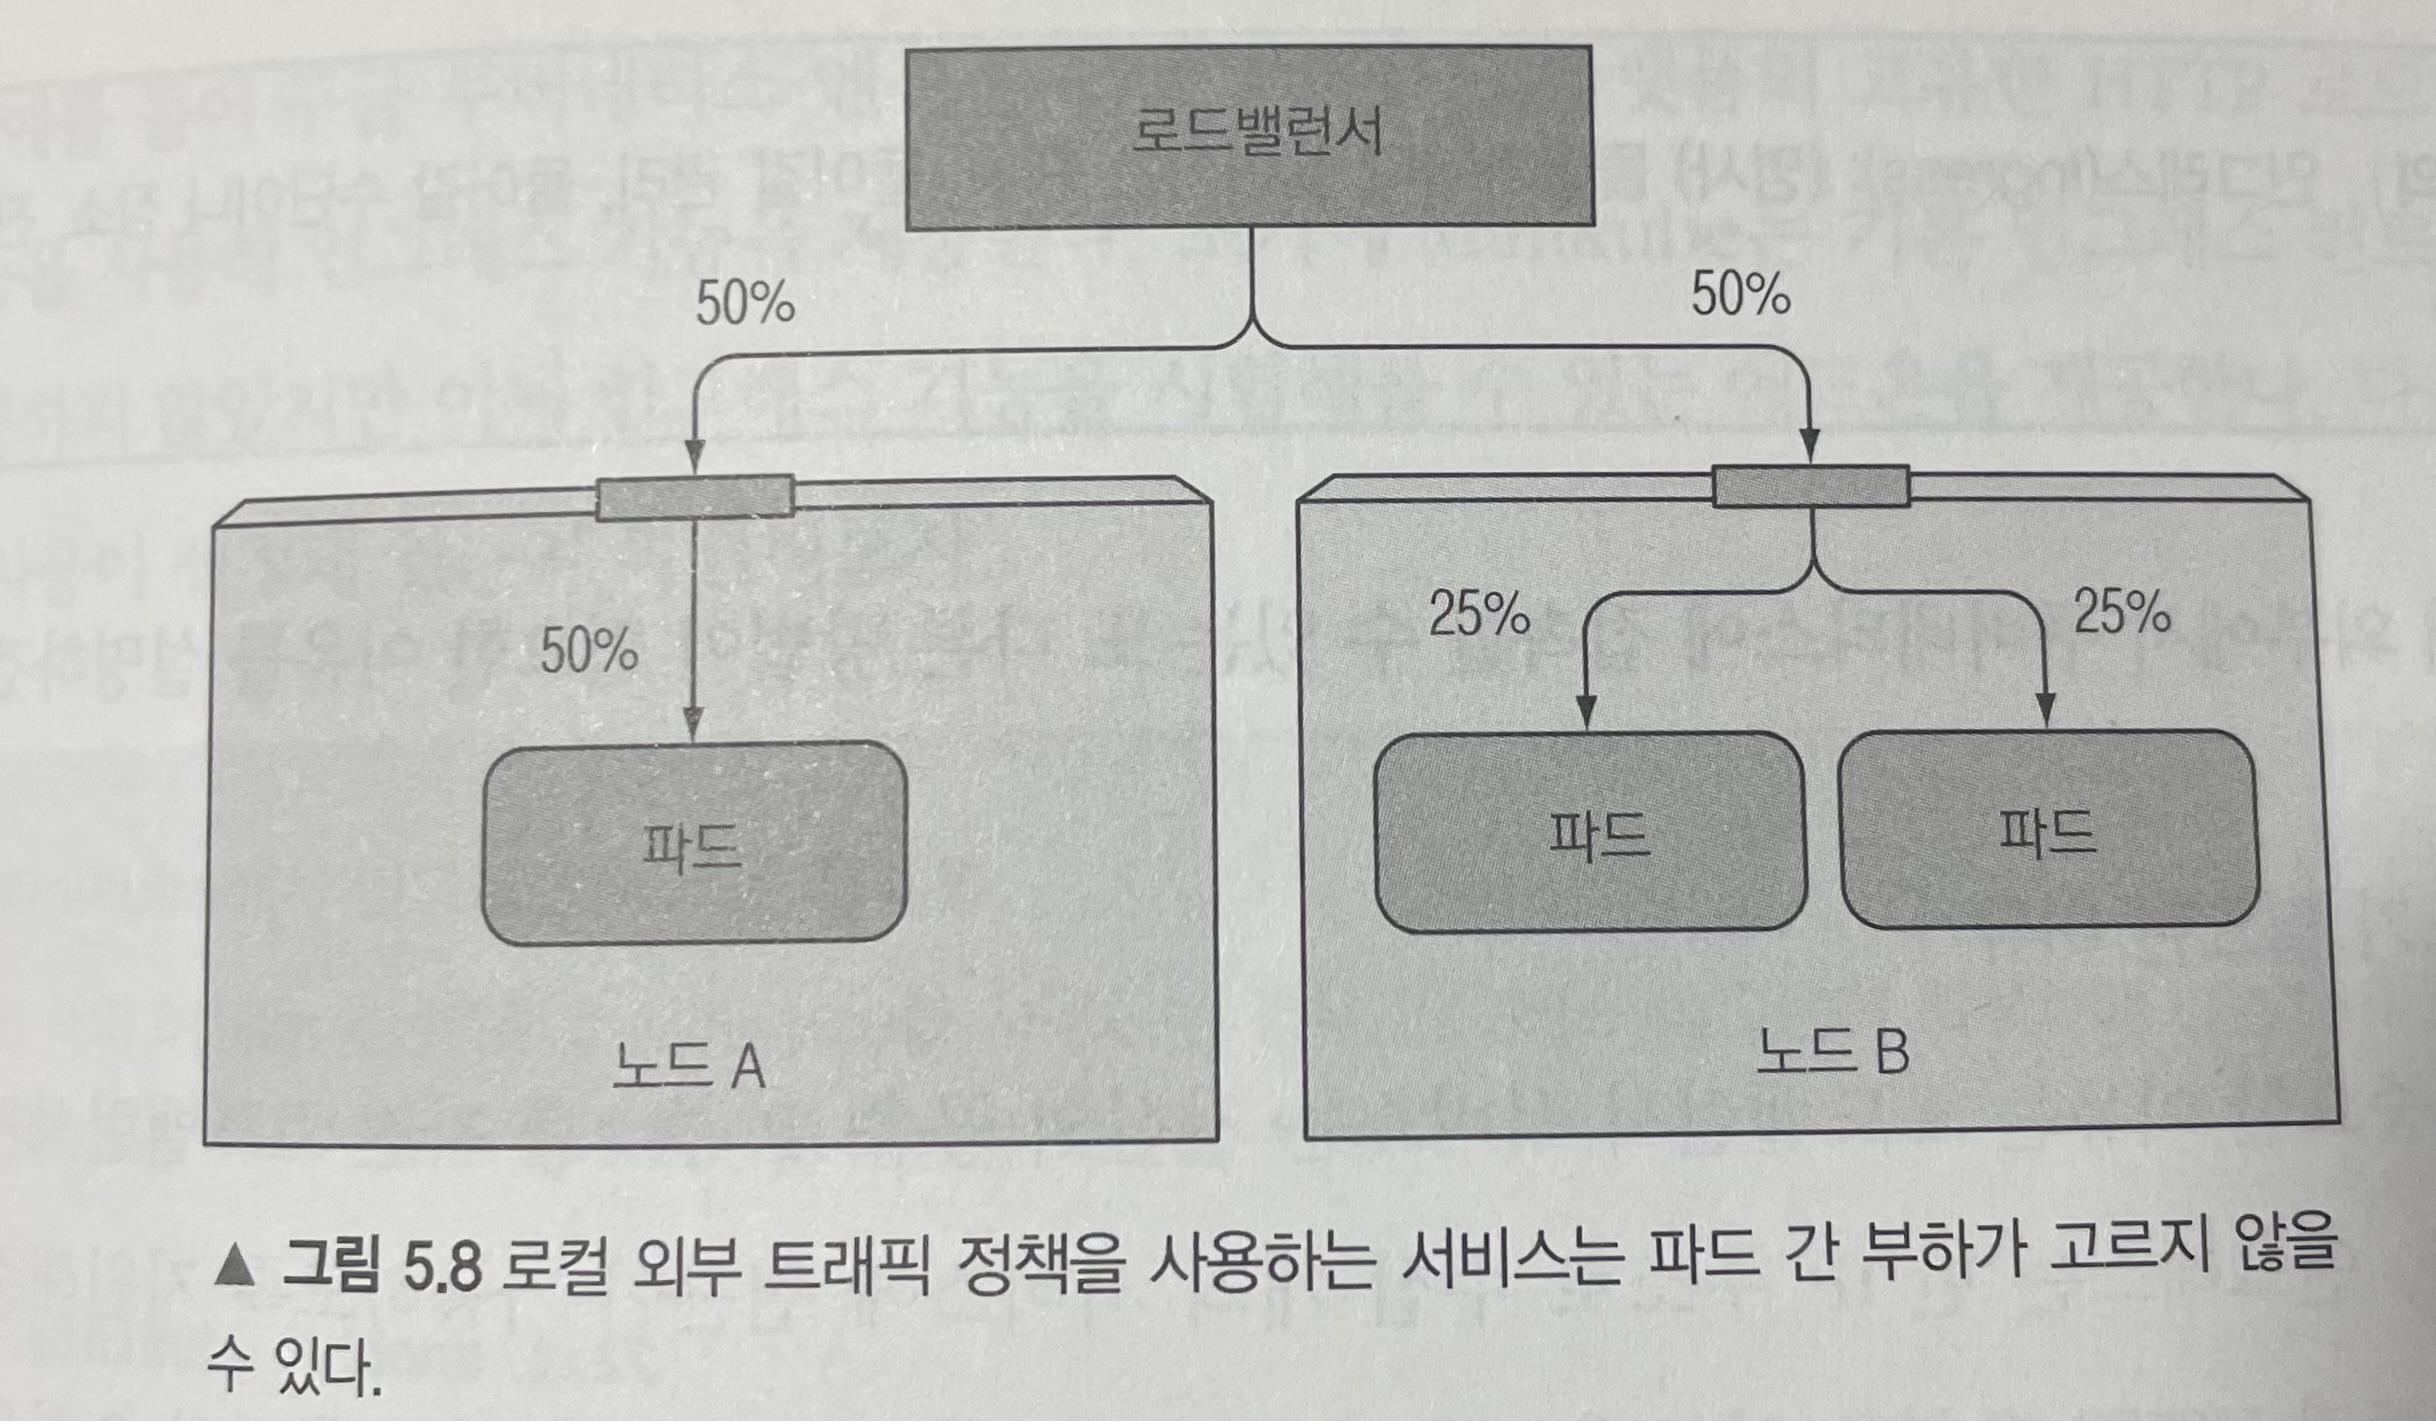 로드밸런서
50%
50%
50%
25%
25%
파드
파드
파드
노드 A
노드 B
▲ 그림 5.8 로컬 외부 트래픽 정책을 사용하는 서비스는 파드 간 부하가 고르지 않을
수 있다.